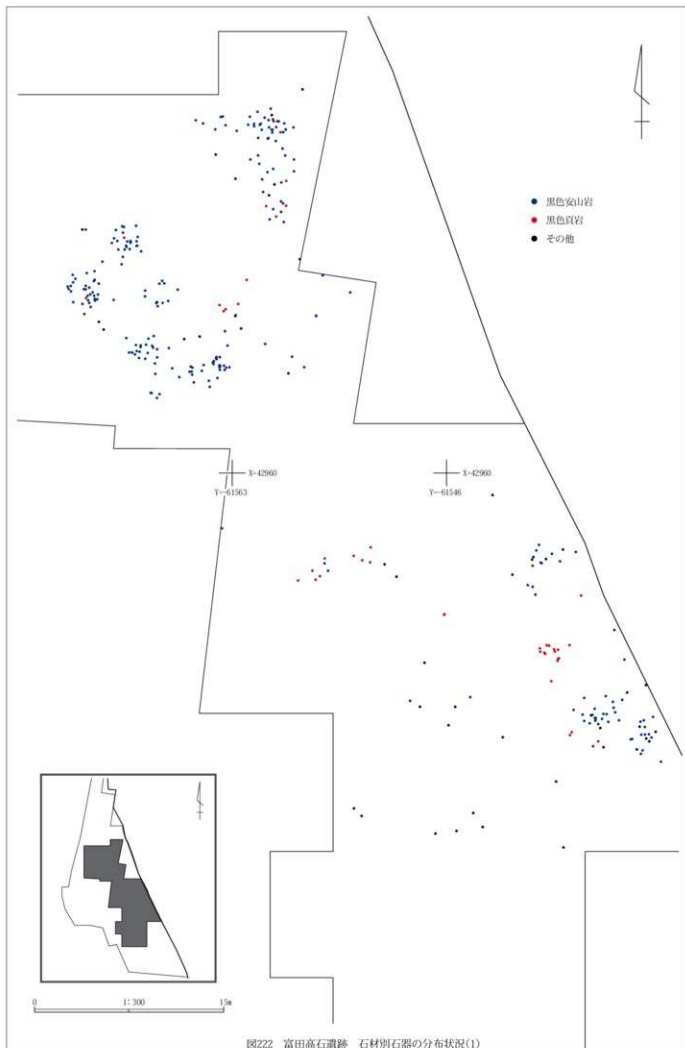 黒色安山岩
黒色頁岩
その他
X=42960
Y=-61563
X=42960
Y=-61546
0 1:300 15m
図222 富田高石遺跡 石材別石器の分布状況(1)